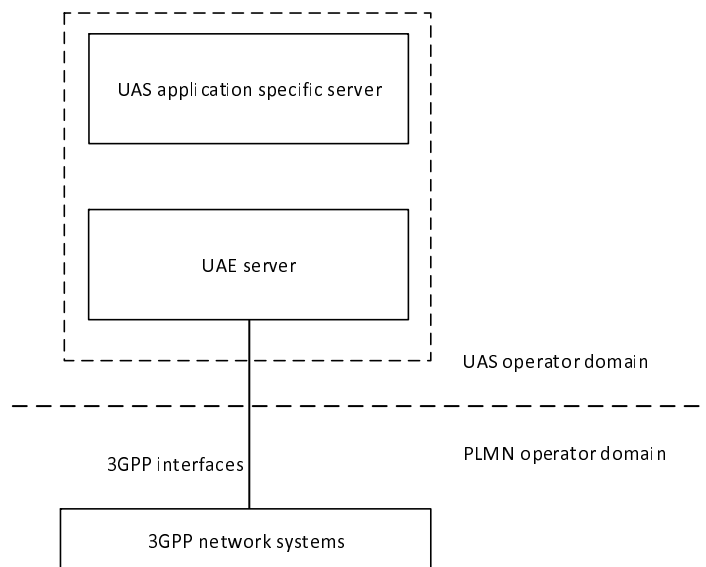 UAS application specific server
UAE server
UAS operator domain
PLMN operator domain
3GPP interfaces
3GPP network systems